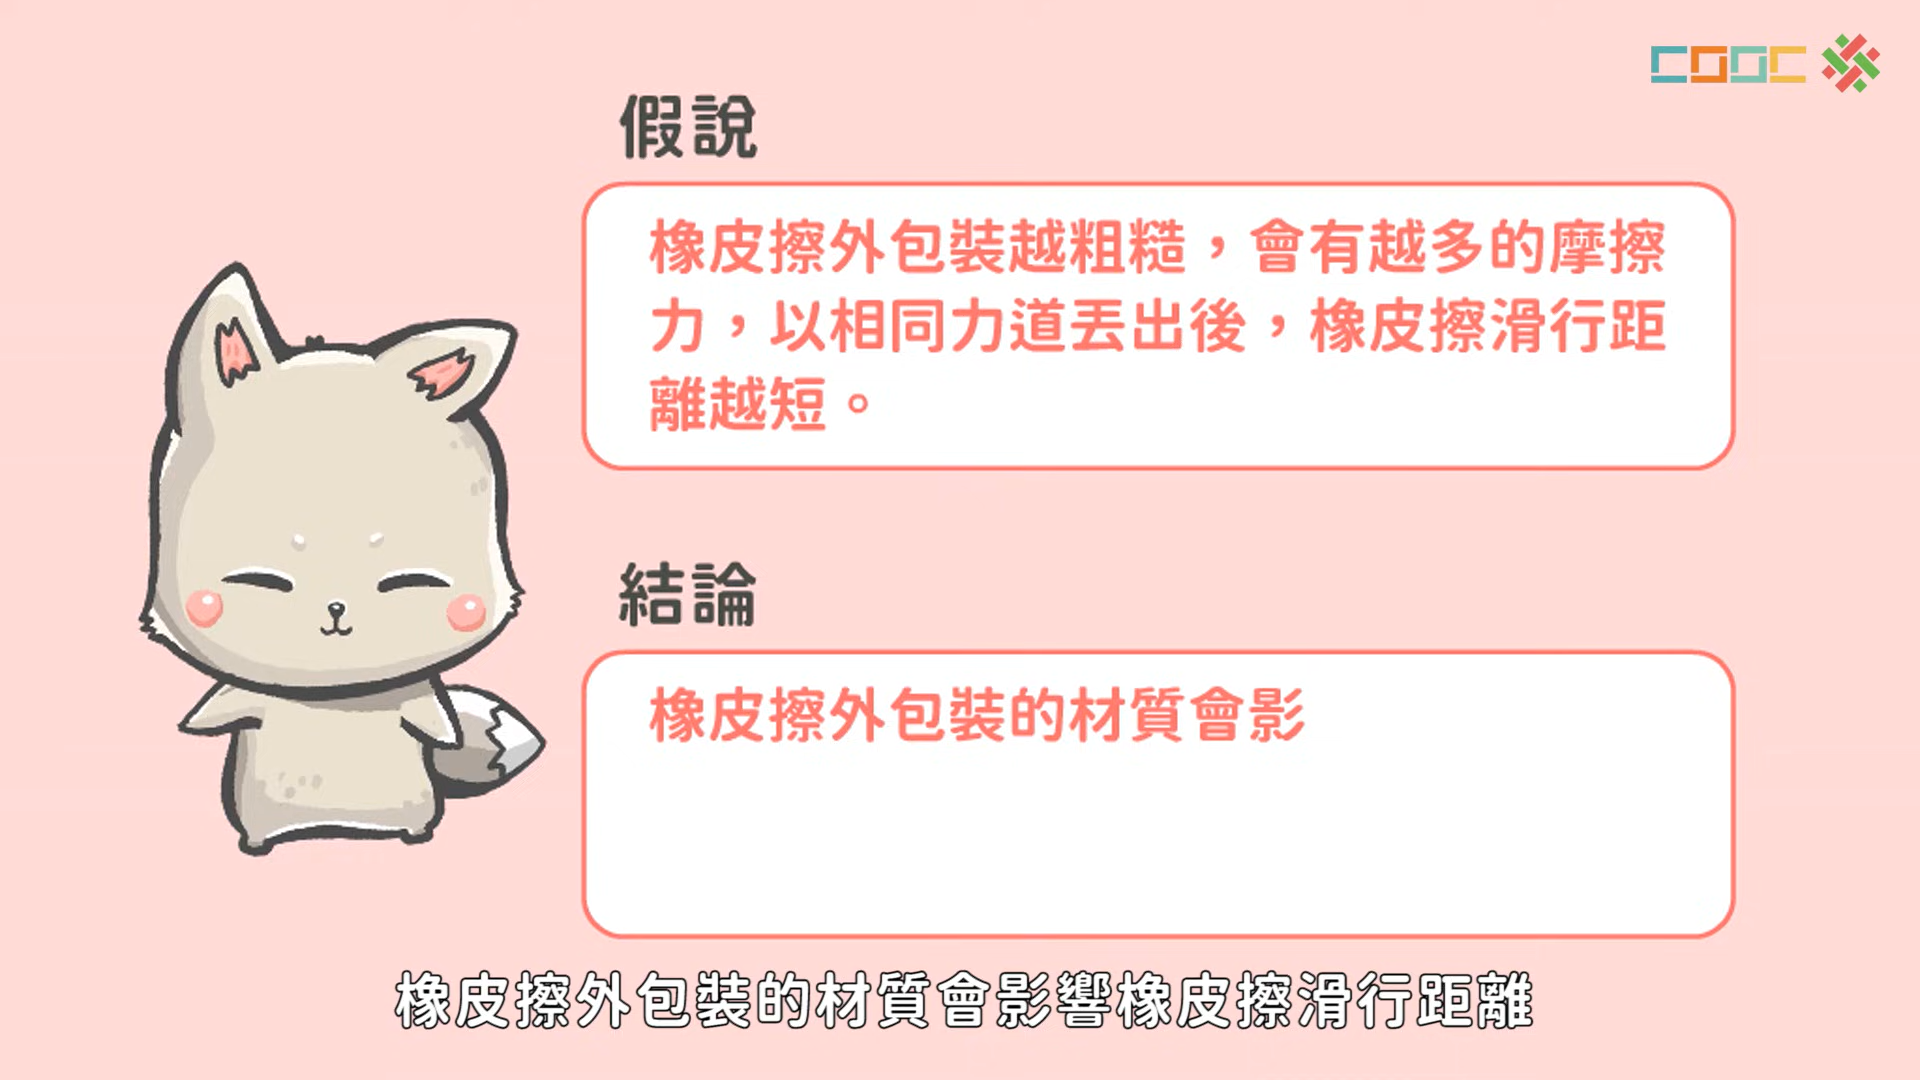 COOC
假說
橡皮擦外包裝越粗糙，會有越多的摩擦
力，以相同力道丟出後，橡皮擦滑行距
離越短。
結論
橡皮擦外包裝的材質會影
橡皮擦外包裝的材質會影響橡皮擦滑行距離